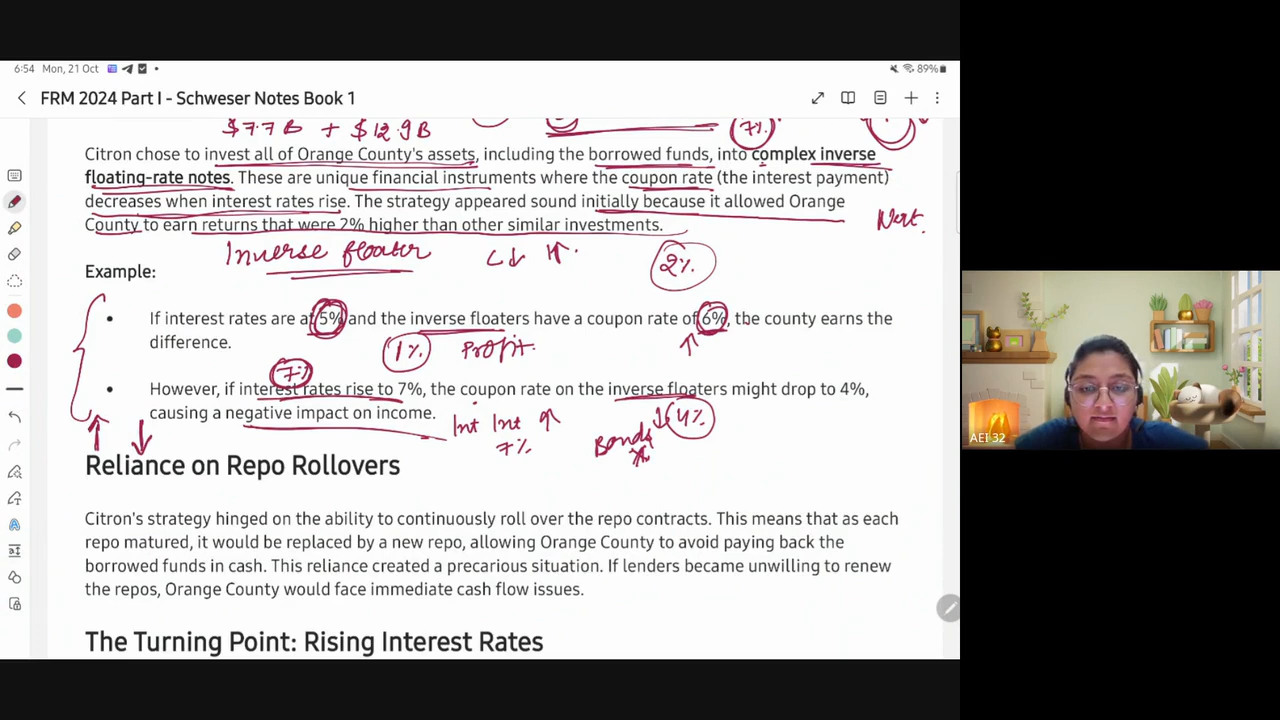 6:54 Mon, 21 Oct
89%
FRM 2024 Part I - Schweser Notes Book 1
$7.7B + $12.9B
7%
Citron chose to invest all of Orange County's assets, including the borrowed funds, into complex inverse
floating-rate notes. These are unique financial instruments where the coupon rate (the interest payment)
decreases when interest rates rise. The strategy appeared sound initially because it allowed Orange
County to earn returns that were 2% higher than other similar investments.
Inverse floater C↓ ↑
2%
Example:
• If interest rates are at 5% and the inverse floaters have a coupon rate of 6%, the county earns the
difference.
1% Profit. ↑
7%
• However, if interest rates rise to 7%, the coupon rate on the inverse floaters might drop to 4%,
causing a negative impact on income.
Int Int ↑ ↓ 4%
7% Bonds
↑ ↓
Reliance on Repo Rollovers
Citron's strategy hinged on the ability to continuously roll over the repo contracts. This means that as each
repo matured, it would be replaced by a new repo, allowing Orange County to avoid paying back the
borrowed funds in cash. This reliance created a precarious situation. If lenders became unwilling to renew
the repos, Orange County would face immediate cash flow issues.
The Turning Point: Rising Interest Rates
AEI 32